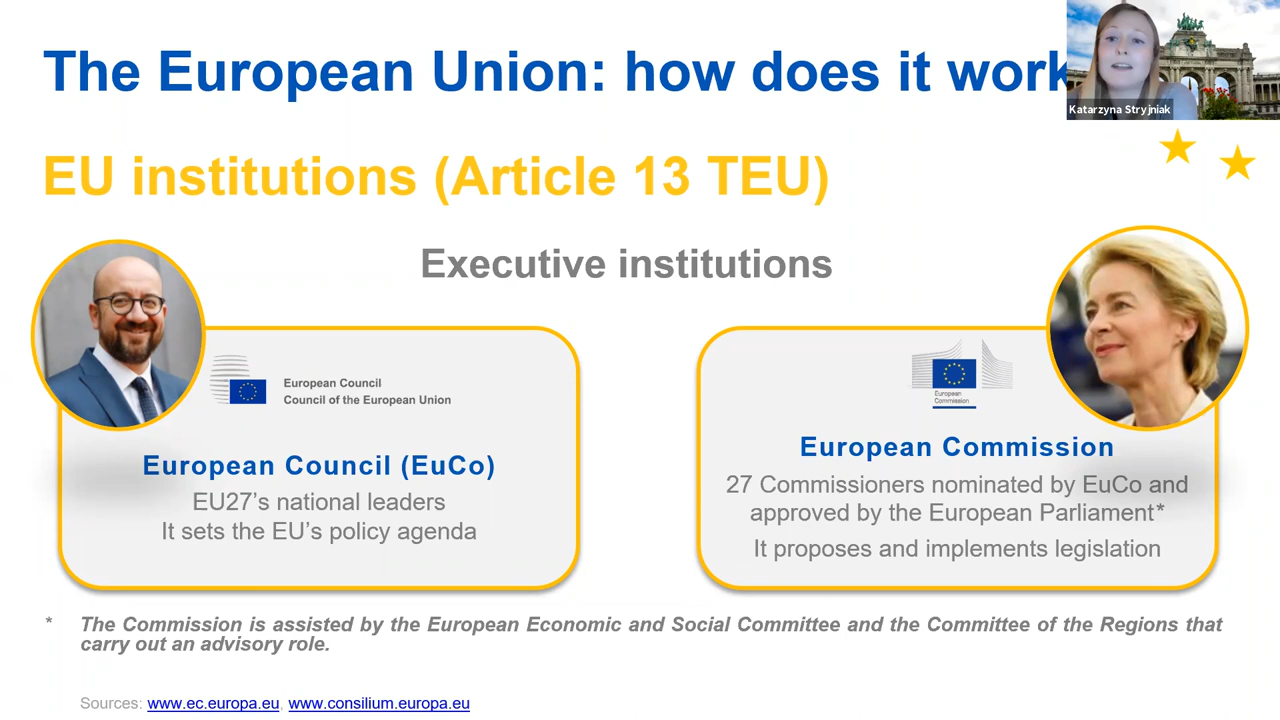 The European Union: how does it work
Katarzyna Stryjniak
EU institutions (Article 13 TEU)
Executive institutions
European Council
Council of the European Union
European Council (EuCo)
EU27’s national leaders
It sets the EU’s policy agenda
European
Commission
European Commission
27 Commissioners nominated by EuCo and
approved by the European Parliament*
It proposes and implements legislation
* The Commission is assisted by the European Economic and Social Committee and the Committee of the Regions that
carry out an advisory role.
Sources: www.ec.europa.eu, www.consilium.europa.eu